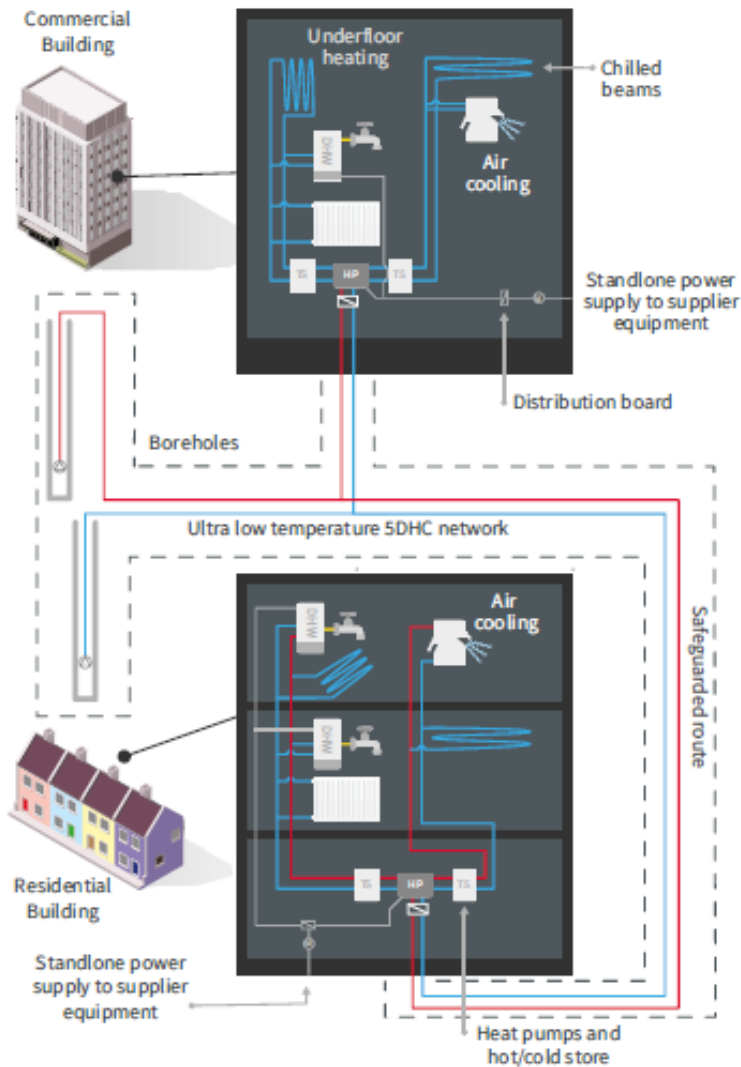 Commercial
Building
Underfloor
heating
Chilled
beams
DHW
Air
cooling
TS
HP
TS
Standlone power
supply to supplier
equipment
Distribution board
Boreholes
Ultra low temperature 5DHC network
Safeguarded route
DHW
Air
cooling
DHW
TS
HP
TS
Residential
Building
Standlone power
supply to supplier
equipment
Heat pumps and
hot/cold store